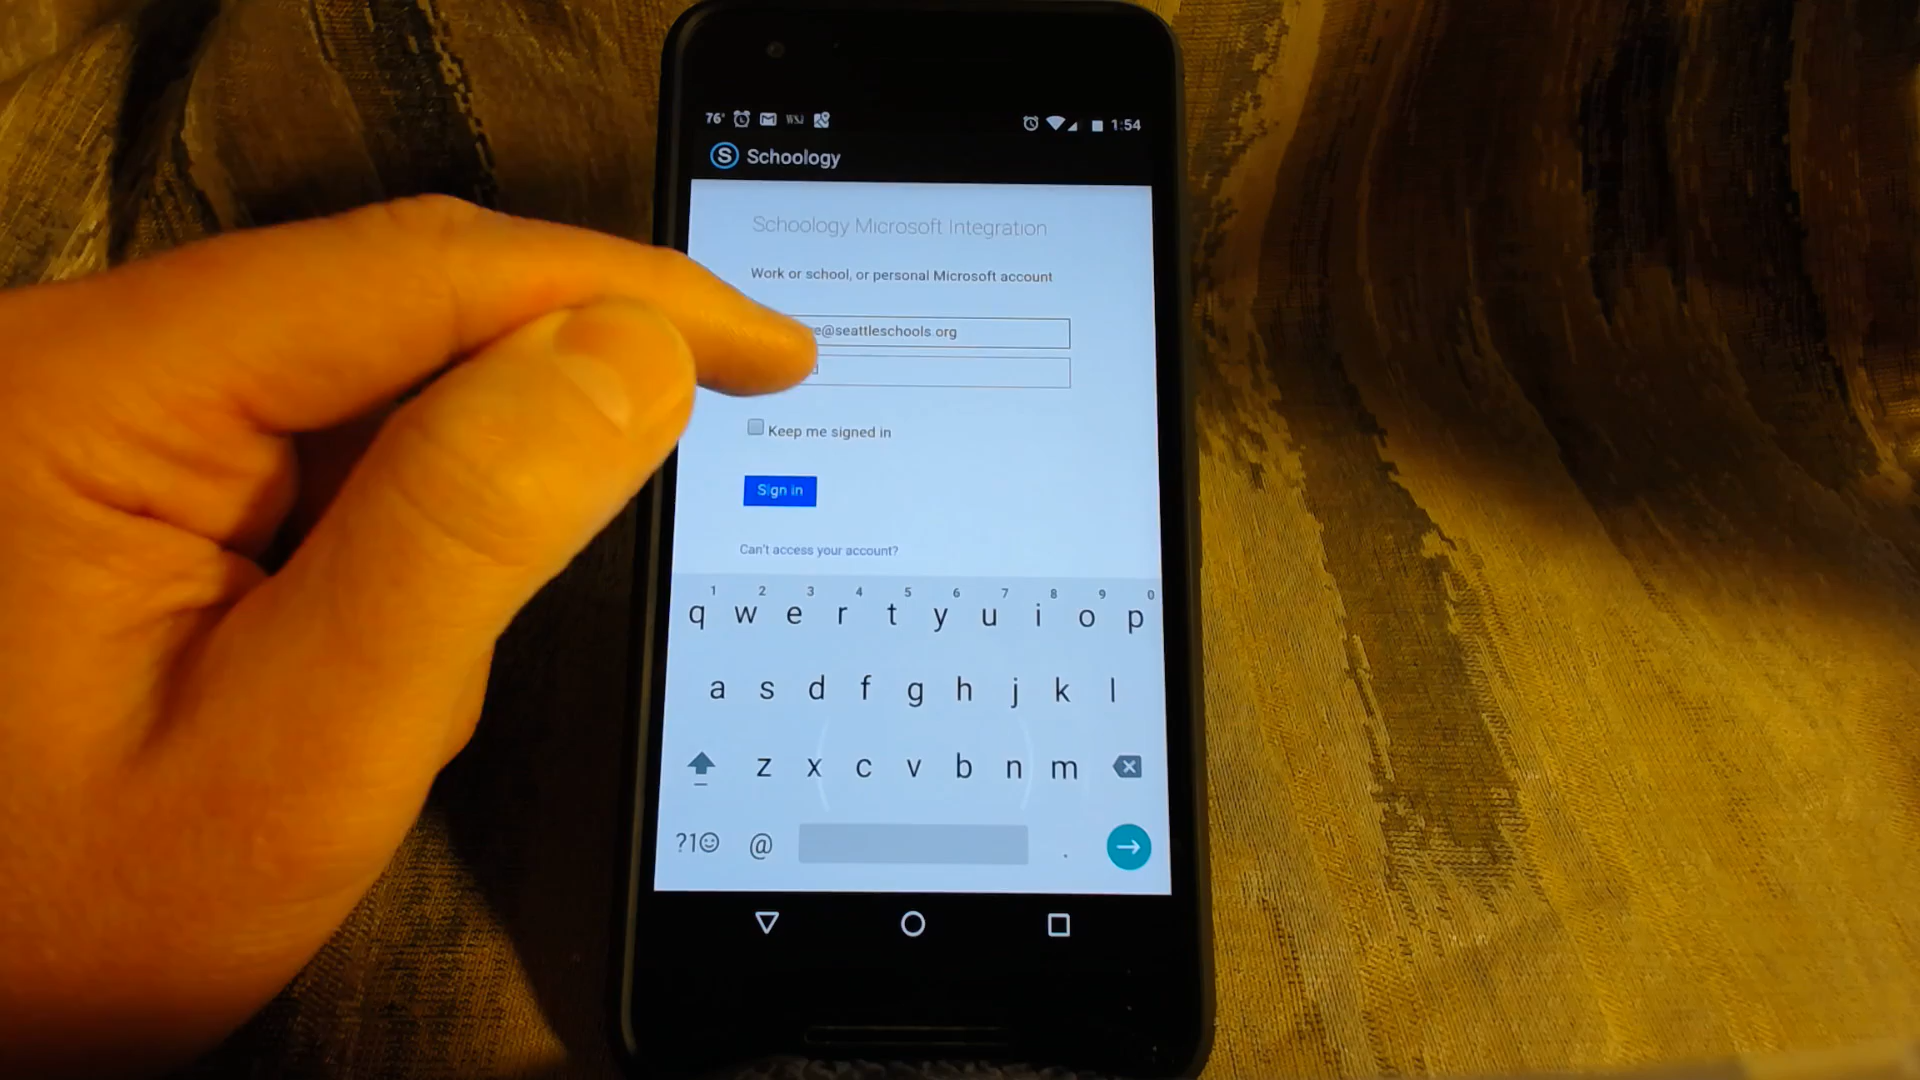 76° WSJ 1:54
S Schoology
Schoology Microsoft Integration
Work or school, or personal Microsoft account
e@seattleschools.org
d
Keep me signed in
Sign in
Can't access your account?
1 2 3 4 5 6 7 8 9 0
q w e r t y u i o p
a s d f g h j k l
z x c v b n m
?1☺ @ .